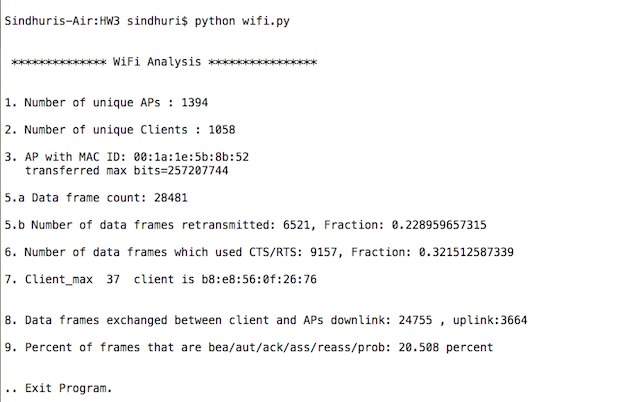 Sindhuris-Air:HW3 sindhuri$ python wifi.py
************** WiFi Analysis ****************
1. Number of unique APs : 1394
2. Number of unique Clients : 1058
3. AP with MAC ID: 00:1a:1e:5b:8b:52
transferred max bits=257207744
5.a Data frame count: 28481
5.b Number of data frames retransmitted: 6521, Fraction: 0.228959657315
6. Number of data frames which used CTS/RTS: 9157, Fraction: 0.321512587339
7. Client_max  37  client is b8:e8:56:0f:26:76
8. Data frames exchanged between client and APs downlink: 24755 , uplink:3664
9. Percent of frames that are bea/aut/ack/ass/reass/prob: 20.508 percent
.. Exit Program.